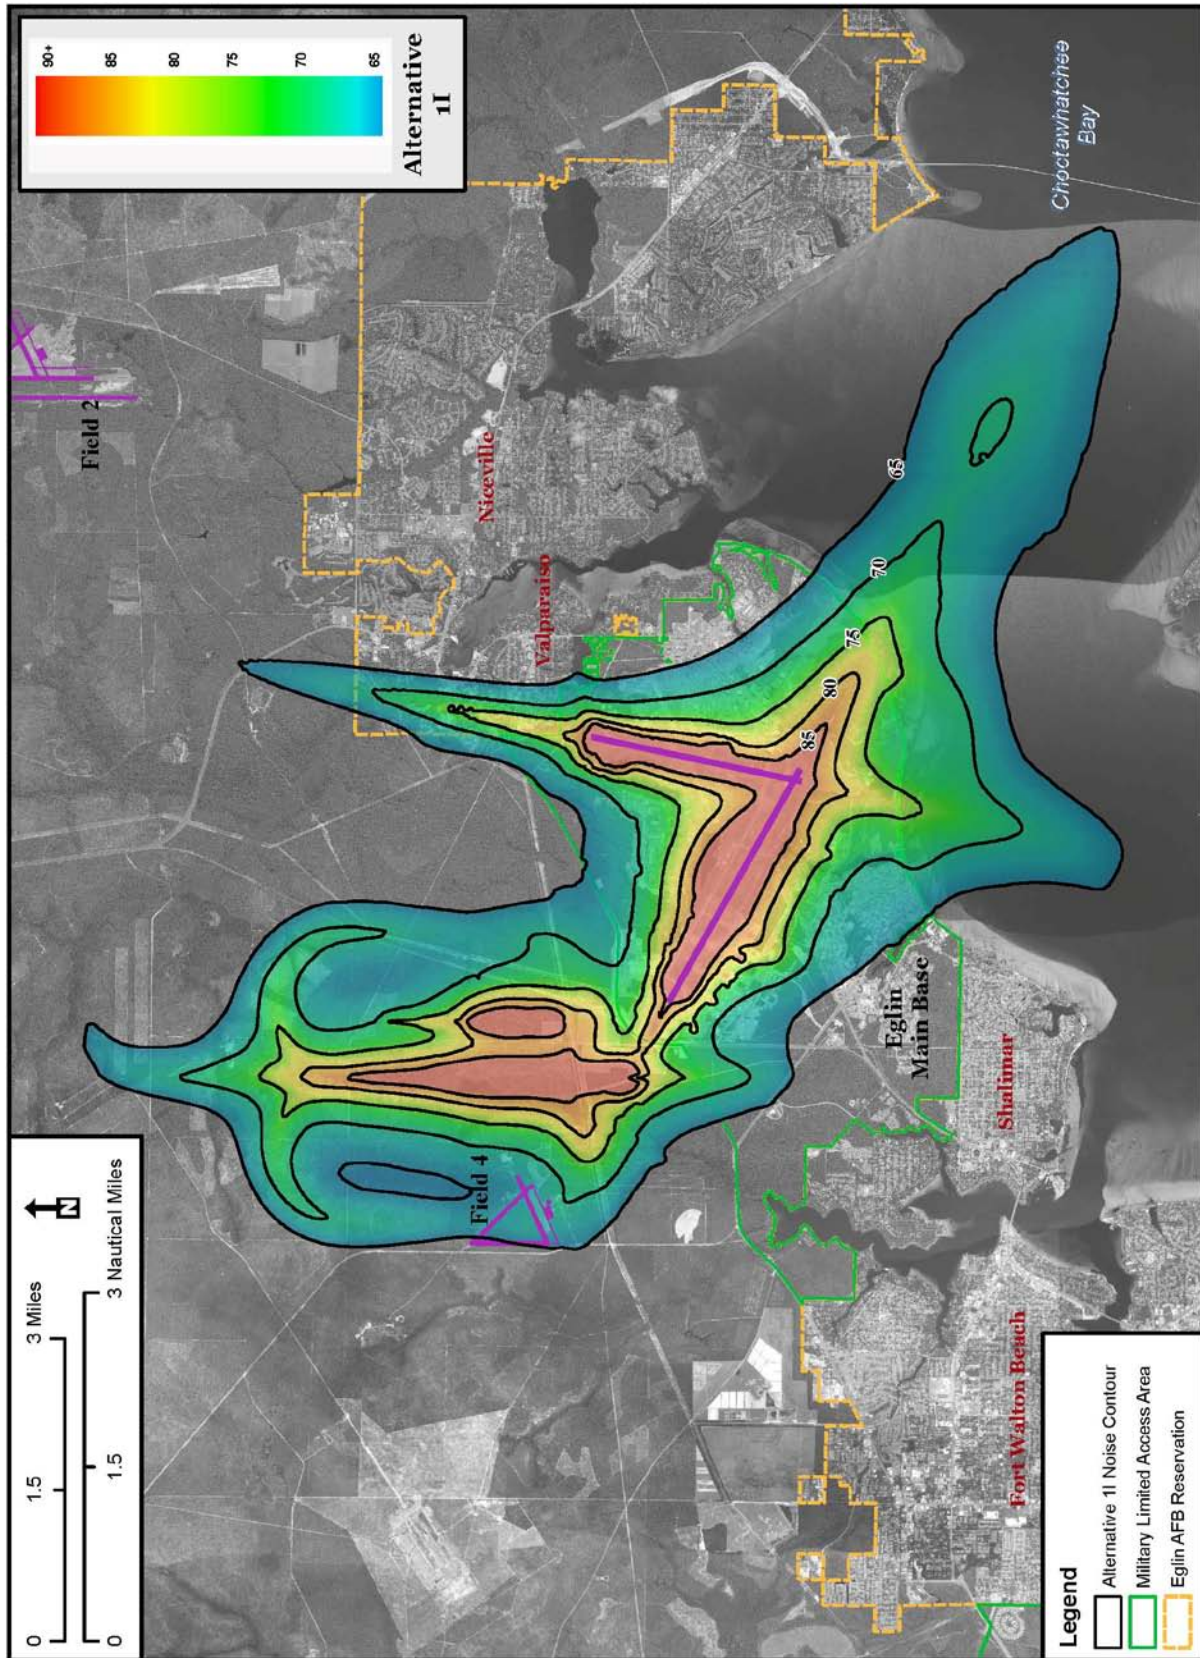 0 1.5 3 Miles
0 1.5 3 Nautical Miles
N
90+
85
80
75
70
65
Alternative
1I
Field 2
Niceville
Valparaiso
Field 4
Eglin
Main Base
Shalimar
Fort Walton Beach
Choctawhatchee
Bay
65
70
75
80
85
Legend
Alternative 1I Noise Contour
Military Limited Access Area
Eglin AFB Reservation